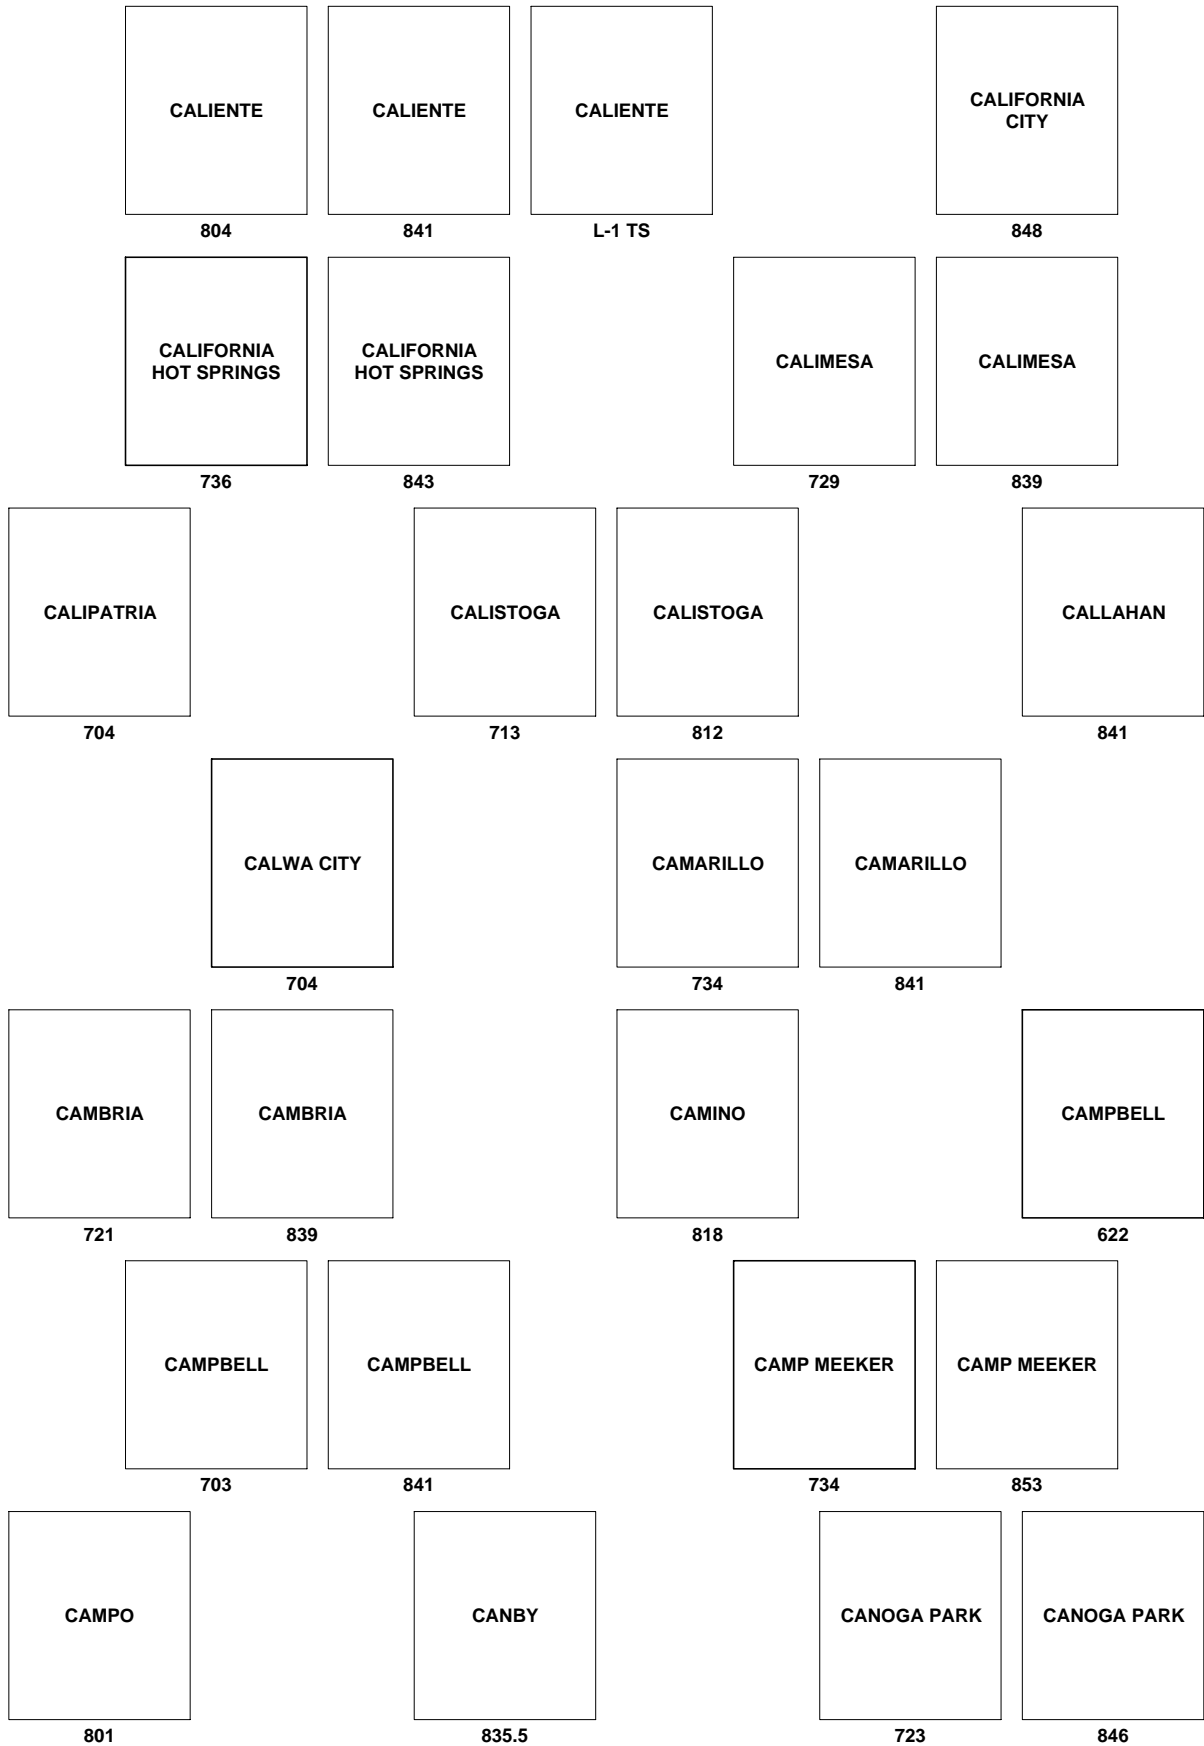 CALIENTE
804
CALIENTE
841
CALIENTE
L-1 TS
CALIFORNIA
CITY
848
CALIFORNIA
HOT SPRINGS
736
CALIFORNIA
HOT SPRINGS
843
CALIMESA
729
CALIMESA
839
CALIPATRIA
704
CALISTOGA
713
CALISTOGA
812
CALLAHAN
841
CALWA CITY
704
CAMARILLO
734
CAMARILLO
841
CAMBRIA
721
CAMBRIA
839
CAMINO
818
CAMPBELL
622
CAMPBELL
703
CAMPBELL
841
CAMP MEEKER
734
CAMP MEEKER
853
CAMPO
801
CANBY
835.5
CANOGA PARK
723
CANOGA PARK
846